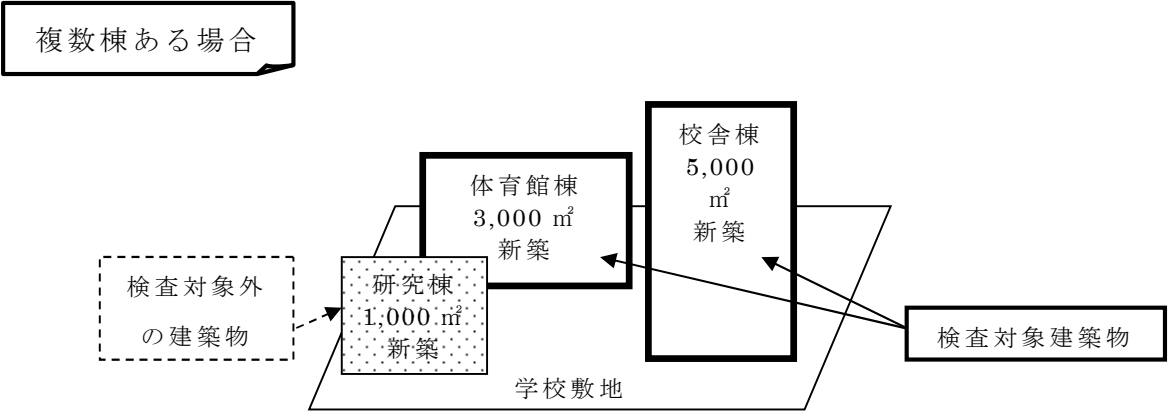 複数棟ある場合
校舎棟
5,000
㎡
新築
体育館棟
3,000 ㎡
新築
検査対象外
の建築物
研究棟
1,000 ㎡
新築
検査対象建築物
学校敷地